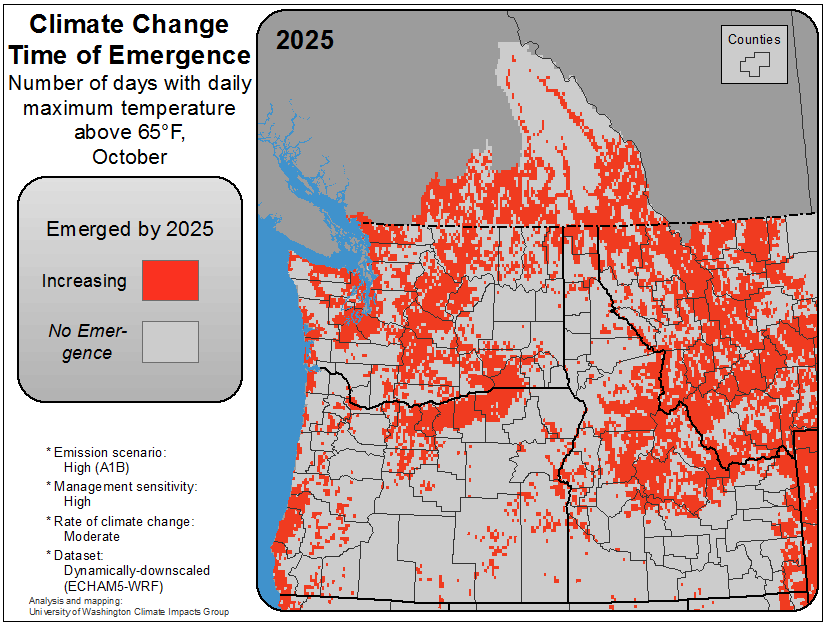 Climate Change
Time of Emergence
Number of days with daily
maximum temperature
above 65°F,
October
2025
Counties
Emerged by 2025
Increasing
No Emer-
gence
* Emission scenario:
High (A1B)
* Management sensitivity:
High
* Rate of climate change:
Moderate
* Dataset:
Dynamically-downscaled
(ECHAM5-WRF)
Analysis and mapping:
University of Washington Climate Impacts Group